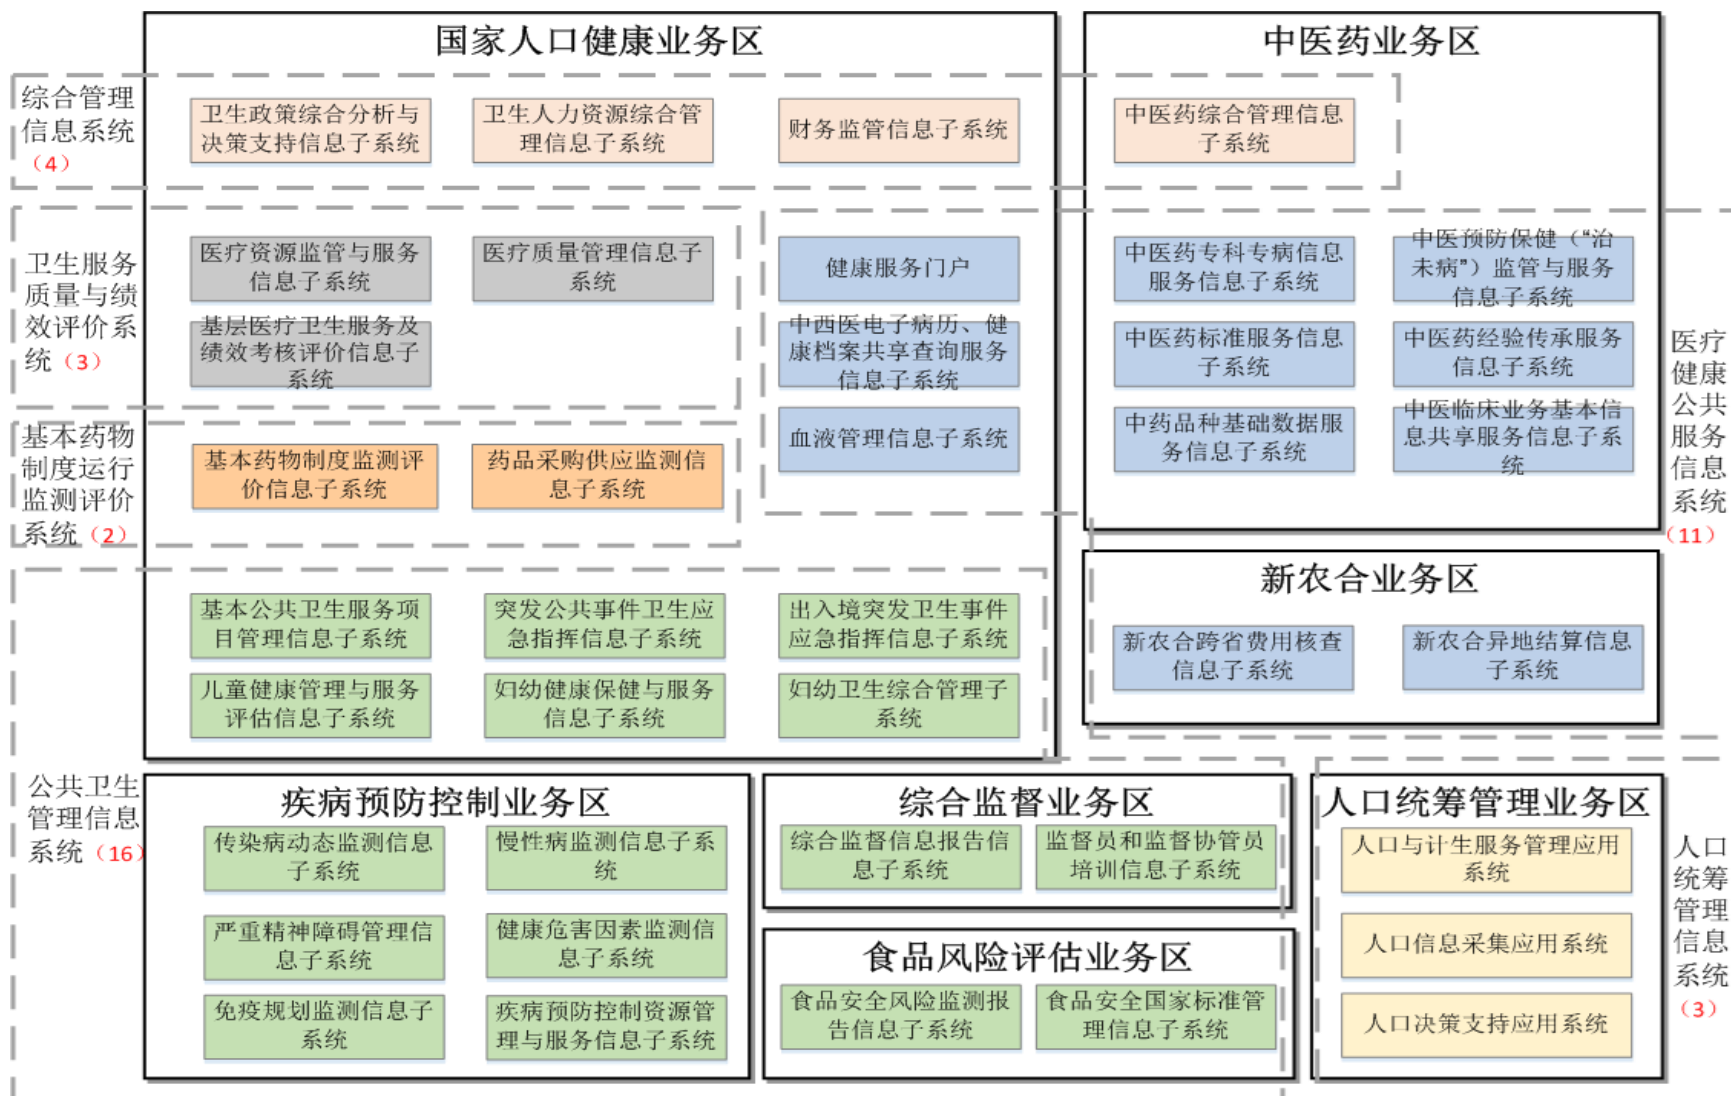 国家人口健康业务区
中医药业务区
综合管理
信息系统
（4）
卫生政策综合分析与
决策支持信息子系统
卫生人力资源综合管
理信息子系统
财务监管信息子系统
中医药综合管理信息
子系统
卫生服务
质量与绩
效评价系
统（3）
医疗资源监管与服务
信息子系统
医疗质量管理信息子
系统
基层医疗卫生服务及
绩效考核评价信息子
系统
健康服务门户
中西医电子病历、健
康档案共享查询服务
信息子系统
血液管理信息子系统
中医药专科专病信息
服务信息子系统
中医预防保健（“治
未病”）监管与服务
信息子系统
中医药标准服务信息
子系统
中医药经验传承服务
信息子系统
中药品种基础数据服
务信息子系统
中医临床业务基本信
息共享服务信息子系
统
医疗
健康
公共
服务
信息
系统
（11）
基本药物
制度运行
监测评价
系统（2）
基本药物制度监测评
价信息子系统
药品采购供应监测信
息子系统
新农合业务区
新农合跨省费用核查
信息子系统
新农合异地结算信息
子系统
基本公共卫生服务项
目管理信息子系统
突发公共事件卫生应
急指挥信息子系统
出入境突发卫生事件
应急指挥信息子系统
儿童健康管理与服务
评估信息子系统
妇幼健康保健与服务
信息子系统
妇幼卫生综合管理子
系统
公共卫生
管理信息
系统（16）
疾病预防控制业务区
传染病动态监测信息
子系统
慢性病监测信息子系
统
严重精神障碍管理信
息子系统
健康危害因素监测信
息子系统
免疫规划监测信息子
系统
疾病预防控制资源管
理与服务信息子系统
综合监督业务区
综合监督信息报告信
息子系统
监督员和监督协管员
培训信息子系统
食品风险评估业务区
食品安全风险监测报
告信息子系统
食品安全国家标准管
理信息子系统
人口统筹管理业务区
人口与计生服务管理应用
系统
人口信息采集应用系统
人口决策支持应用系统
人口
统筹
管理
信息
系统
（3）